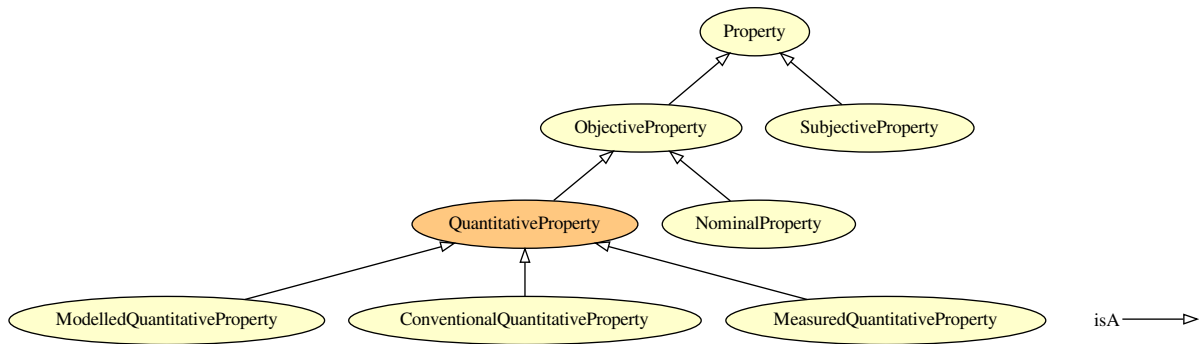 Property
ObjectiveProperty
SubjectiveProperty
QuantitativeProperty
NominalProperty
ModelledQuantitativeProperty
ConventionalQuantitativeProperty
MeasuredQuantitativeProperty
isA